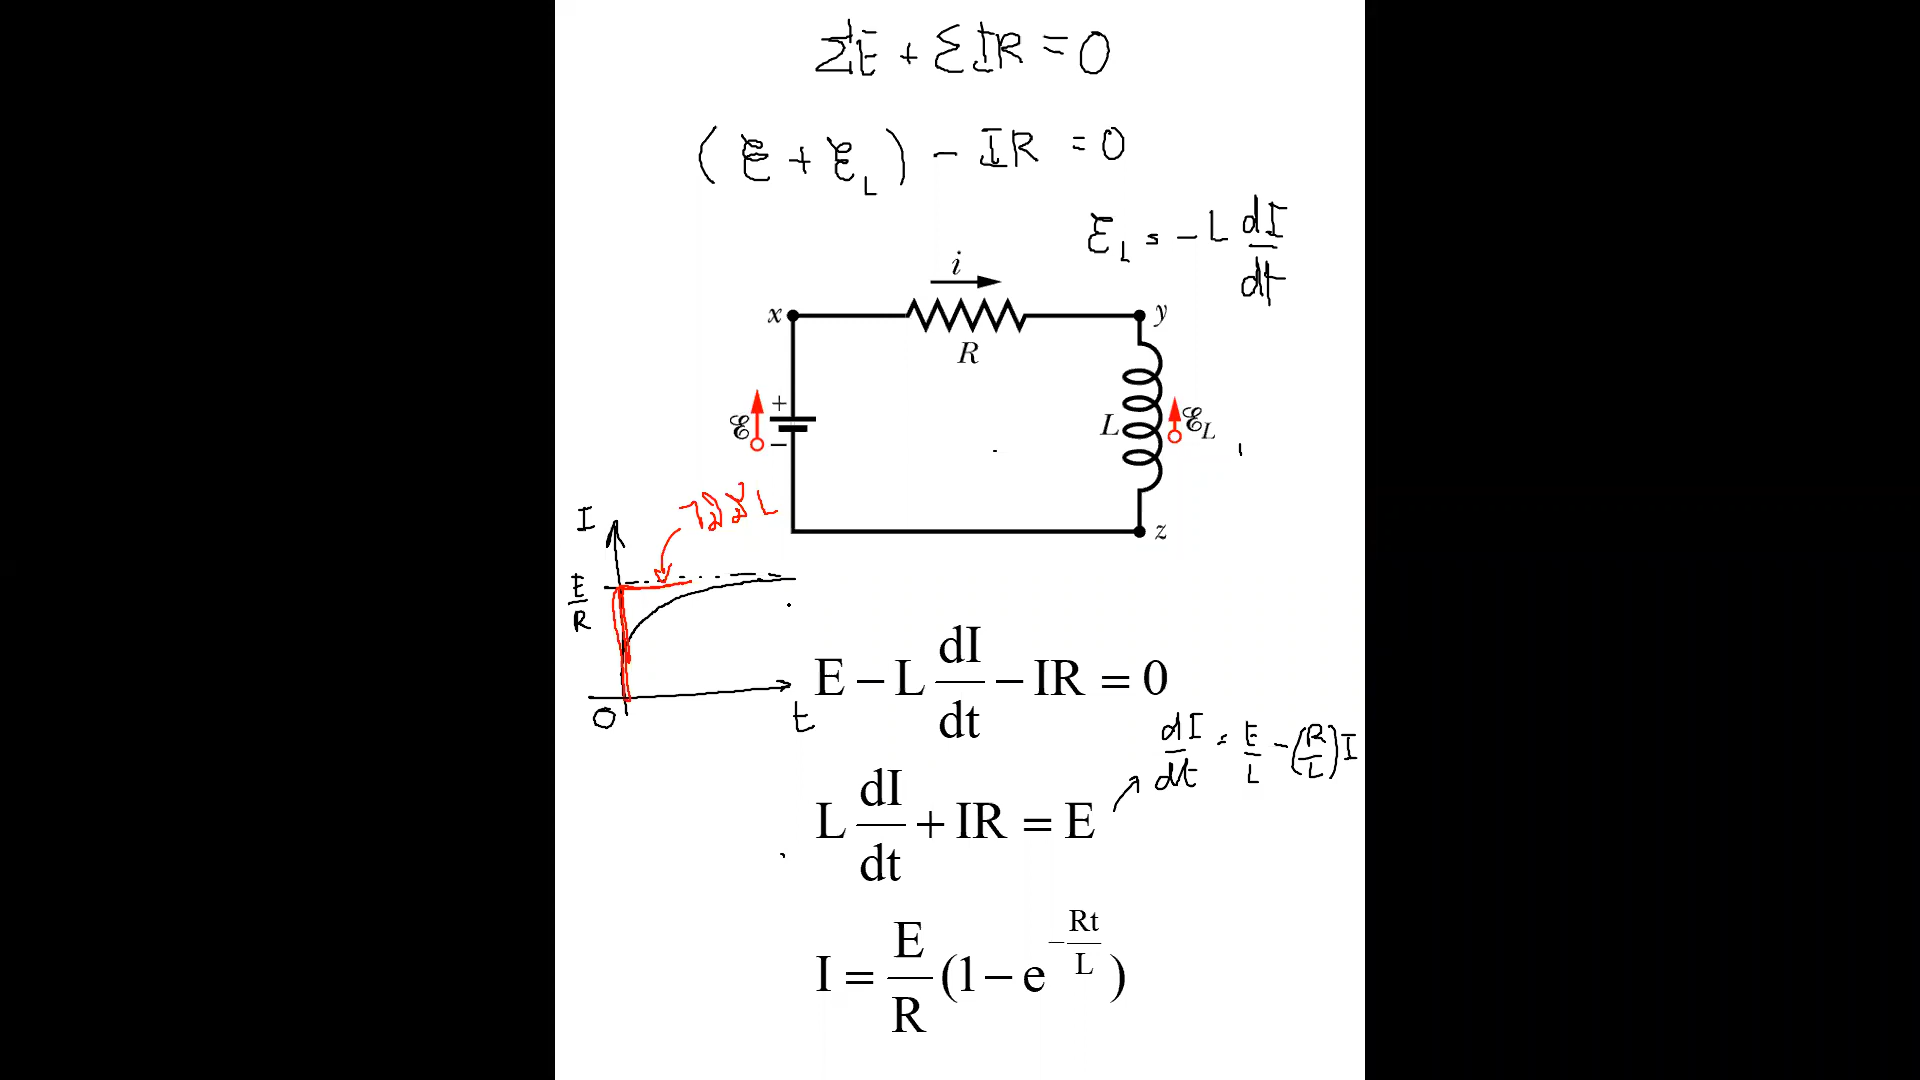 ΣE + ΣIR = 0
(ℰ + ℰ_L) - IR = 0
ℰ_L = -L dI/dt
i
x
y
R
+
ℰ
-
L
ℰ_L
z
I
E/R
0
t
E - L dI/dt - IR = 0
dI/dt = E/L - (R/L)I
L dI/dt + IR = E
I = E/R (1 - e^(-Rt/L))